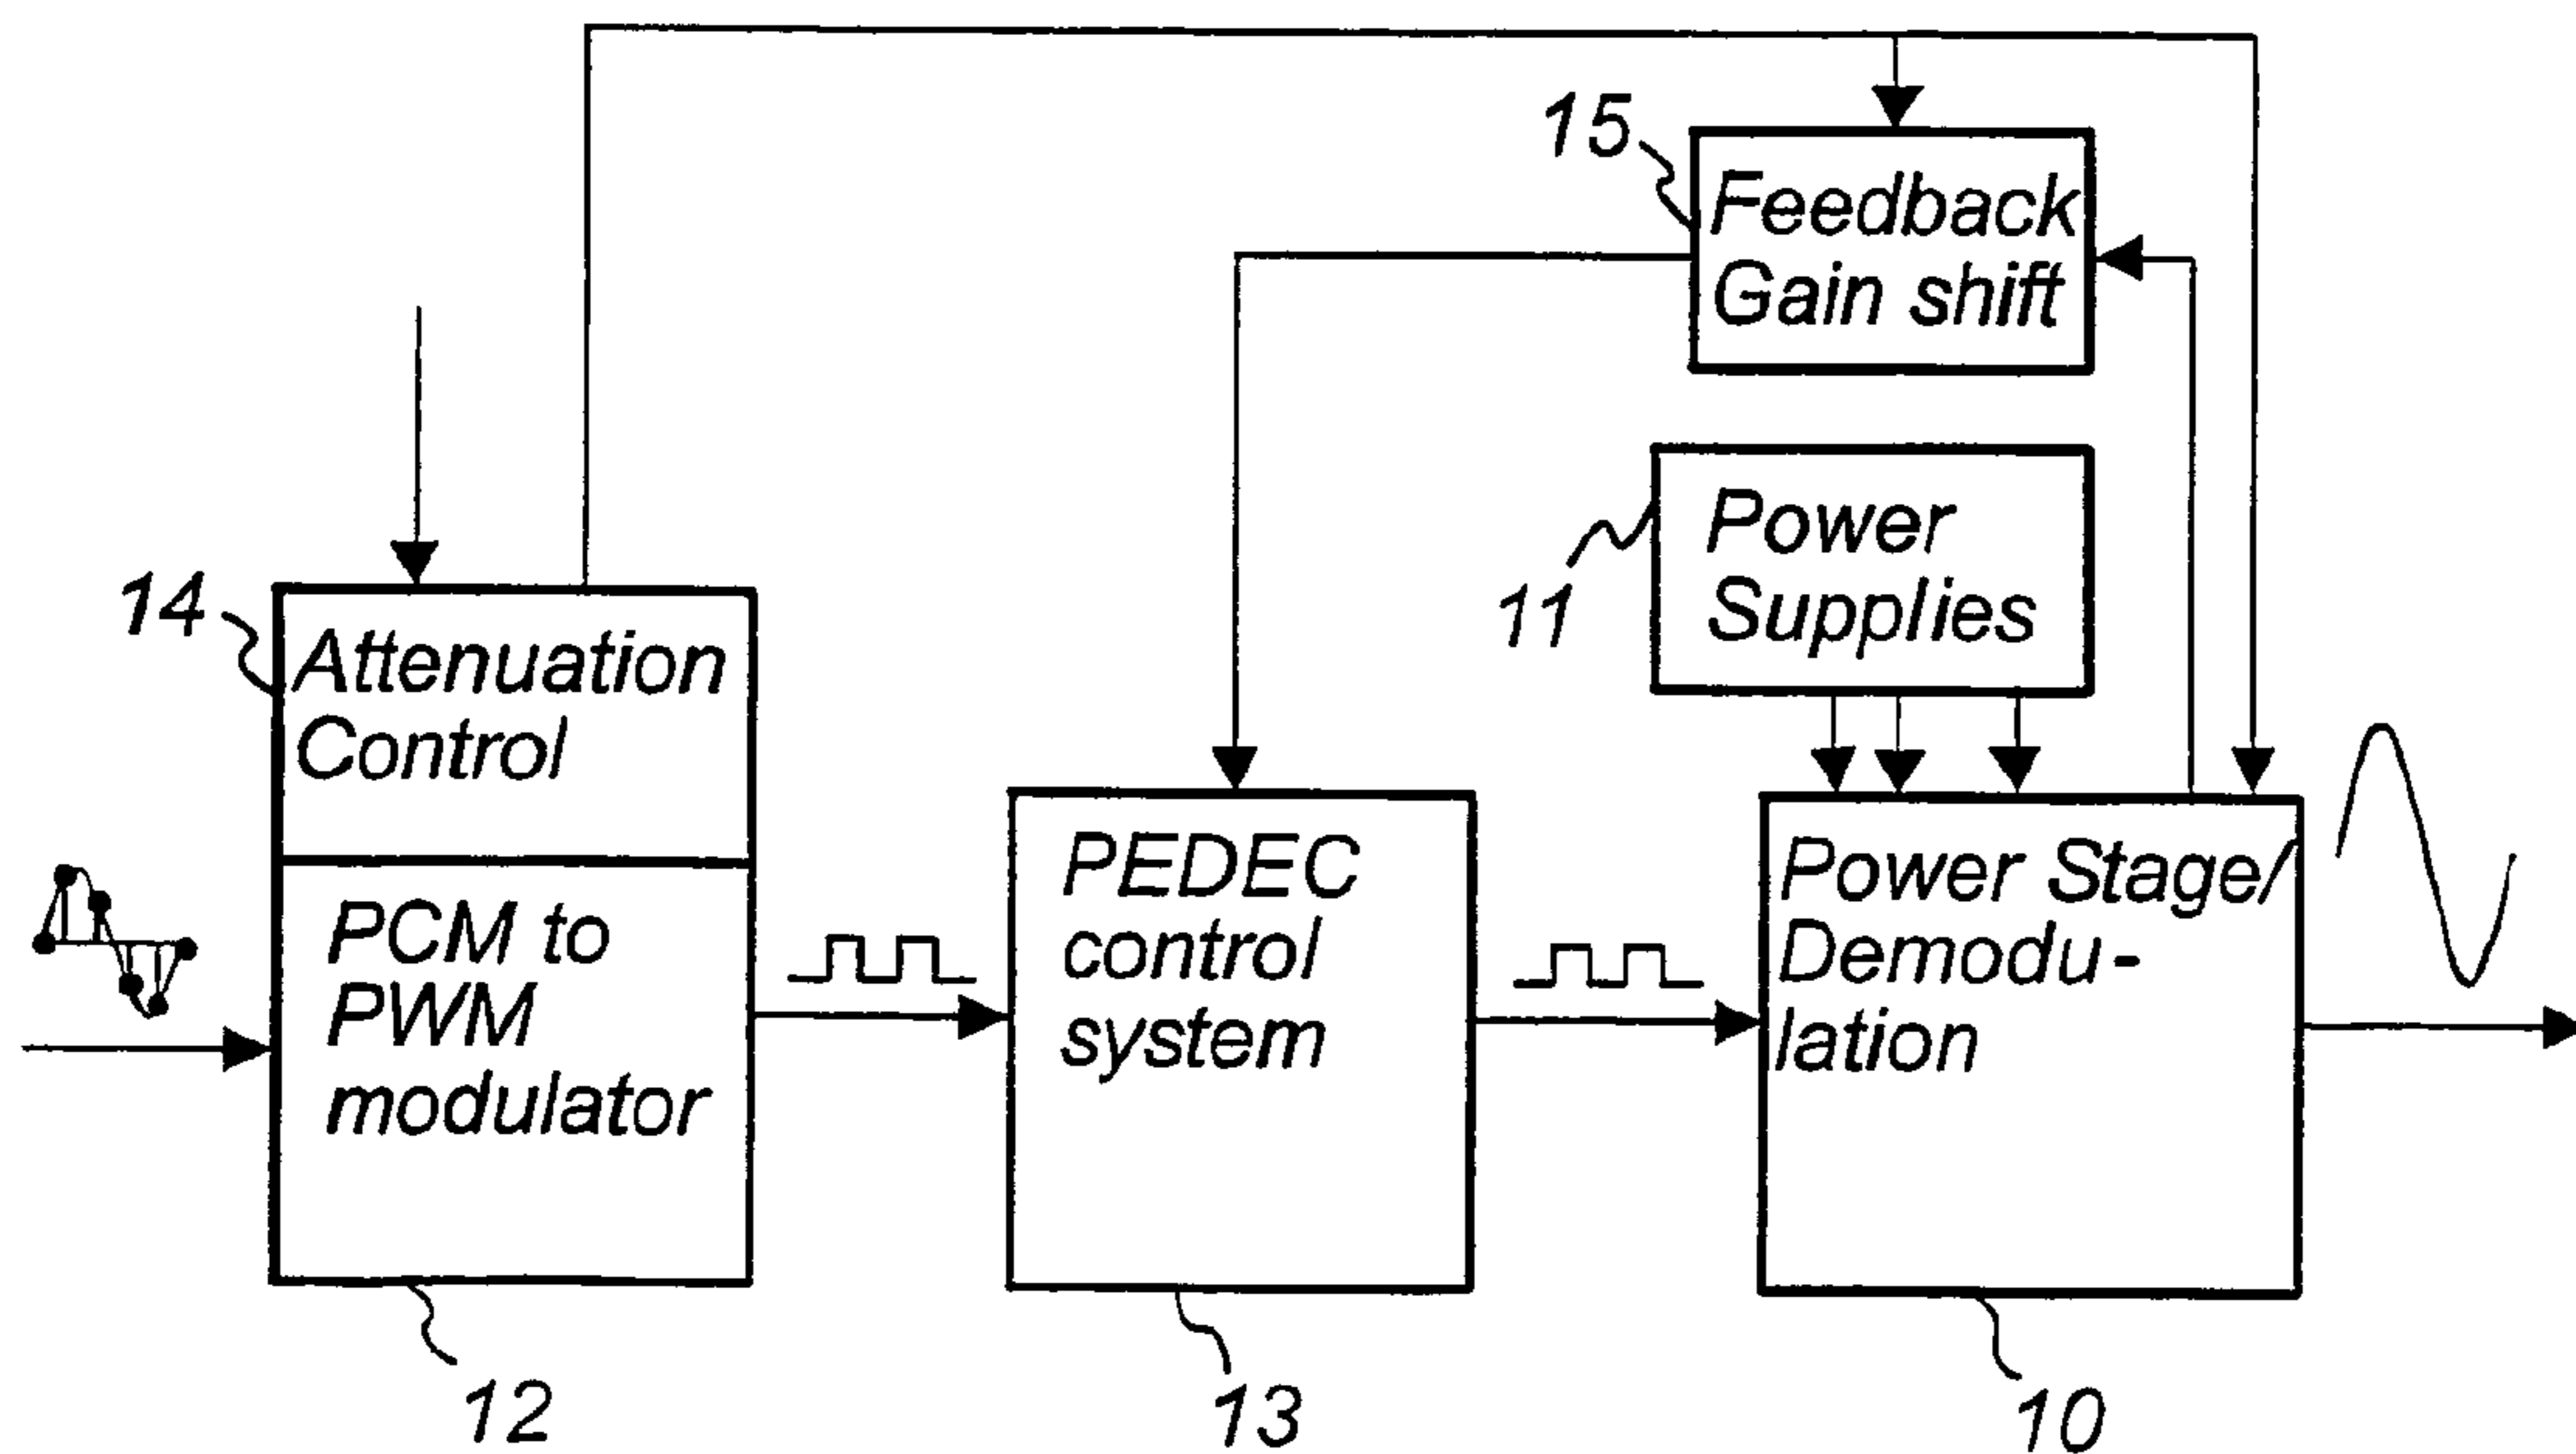 15
Feedback
Gain shift
11
Power
Supplies
14
Attenuation
Control
PCM to
PWM
modulator
12
PEDEC
control
system
13
Power Stage/
Demodu-
lation
10